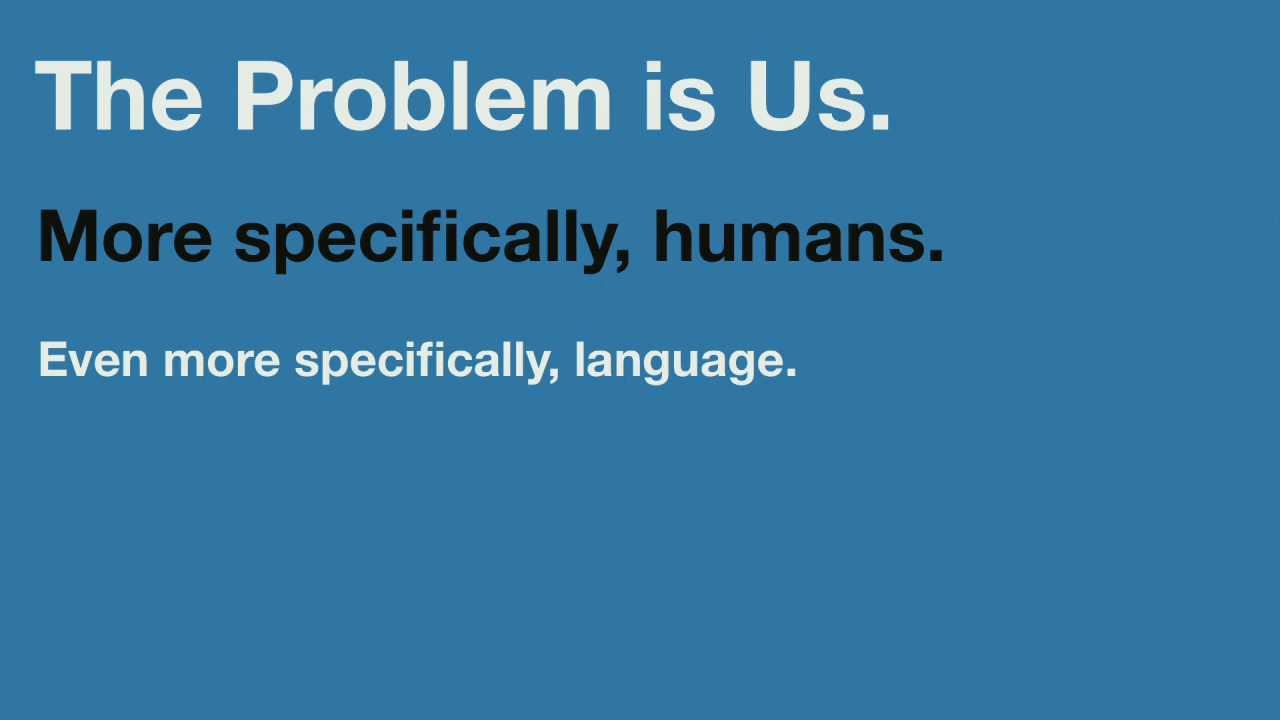 The Problem is Us.
More specifically, humans.
Even more specifically, language.